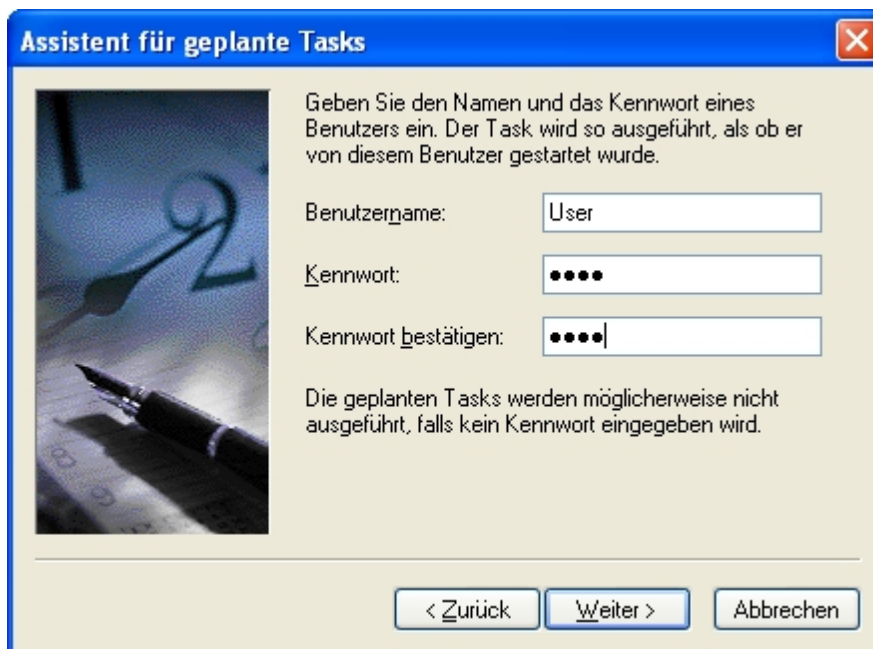 Assistent für geplante Tasks
Geben Sie den Namen und das Kennwort eines
Benutzers ein. Der Task wird so ausgeführt, als ob er
von diesem Benutzer gestartet wurde.
Benutzername: User
Kennwort: ••••
Kennwort bestätigen: ••••
Die geplanten Tasks werden möglicherweise nicht
ausgeführt, falls kein Kennwort eingegeben wird.
< Zurück Weiter > Abbrechen
2